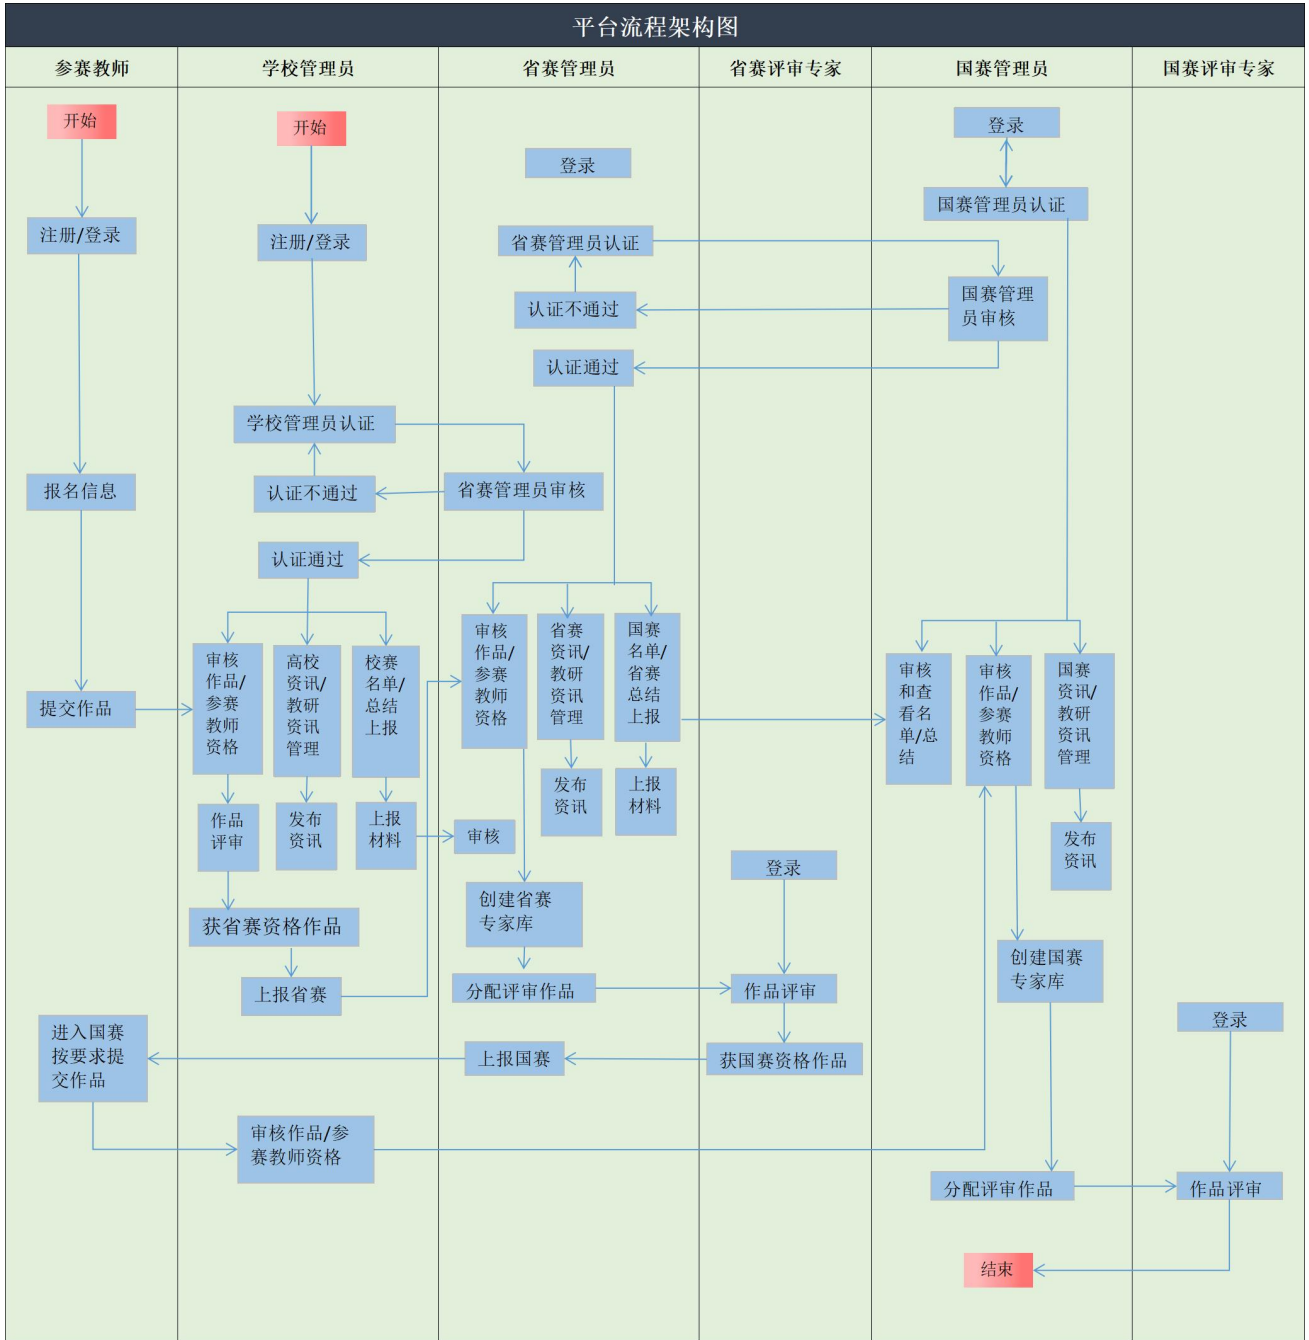 平台流程架构图
参赛教师
学校管理员
省赛管理员
省赛评审专家
国赛管理员
国赛评审专家
开始
注册/登录
报名信息
提交作品
进入国赛
按要求提
交作品
开始
注册/登录
学校管理员认证
认证不通过
认证通过
审核
作品/
参赛
教师
资格
高校
资讯/
教研
资讯
管理
校赛
名单/
总结
上报
作品
评审
发布
资讯
上报
材料
获省赛资格作品
上报省赛
审核作品/参
赛教师资格
登录
省赛管理员认证
认证不通过
认证通过
省赛管理员审核
审核
作品/
参赛
教师
资格
省赛
资讯/
教研
资讯
管理
国赛
名单/
省赛
总结
上报
发布
资讯
上报
材料
审核
创建省赛
专家库
分配评审作品
上报国赛
登录
作品评审
获国赛资格作品
登录
国赛管理员认证
国赛管理
员审核
审核
和查
看名
单/总
结
审核
作品/
参赛
教师
资格
国赛
资讯/
教研
资讯
管理
发布
资讯
创建国赛
专家库
分配评审作品
结束
登录
作品评审